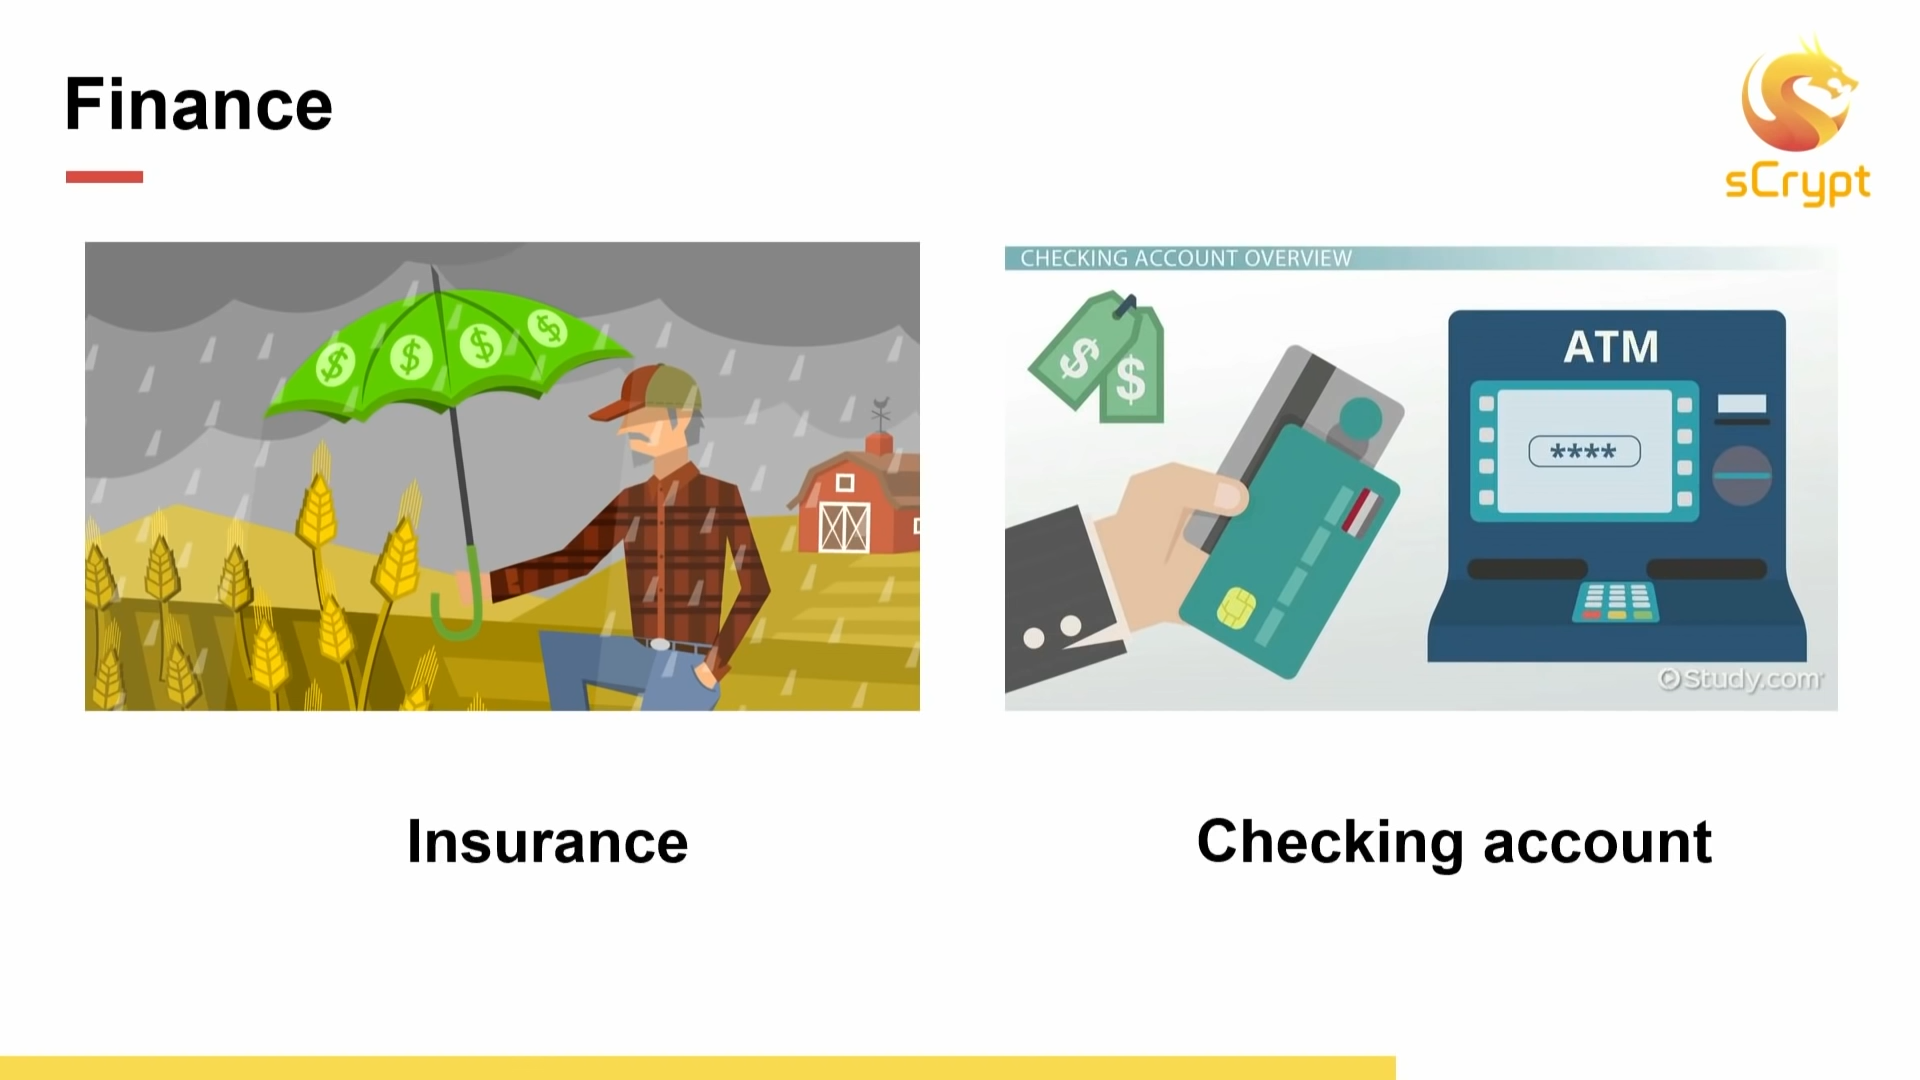 Finance
sCrypt
$ $ $ $
CHECKING ACCOUNT OVERVIEW
$ $
ATM
****
Study.com
Insurance
Checking account